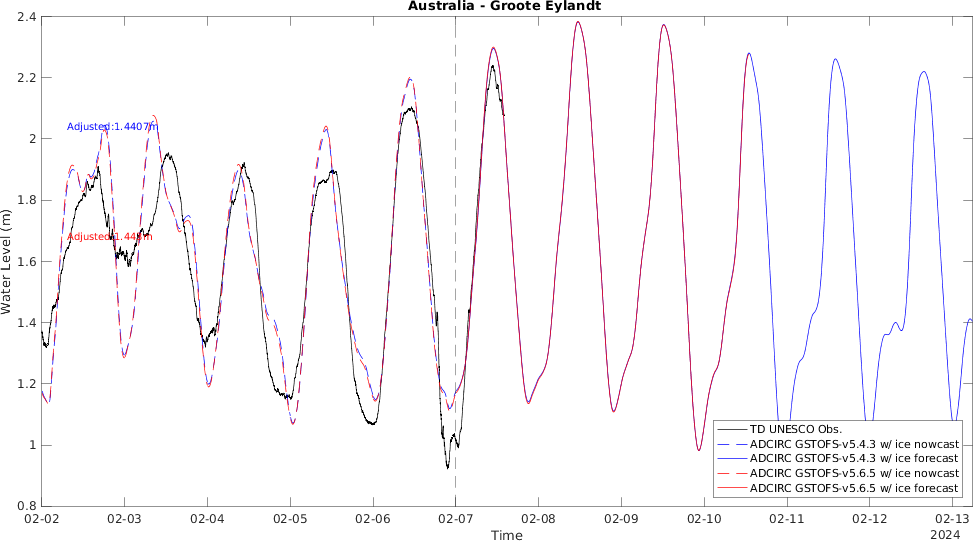 Australia - Groote Eylandt
2.4
2.2
2
1.8
1.6
1.4
1.2
1
0.8
Water Level (m)
Adjusted:1.4407m
TD UNESCO Obs.
ADCIRC GSTOFS-v5.4.3 w/ ice nowcast
ADCIRC GSTOFS-v5.4.3 w/ ice forecast
ADCIRC GSTOFS-v5.6.5 w/ ice nowcast
ADCIRC GSTOFS-v5.6.5 w/ ice forecast
02-02 02-03 02-04 02-05 02-06 02-07 02-08 02-09 02-10 02-11 02-12 02-13
Time
2024